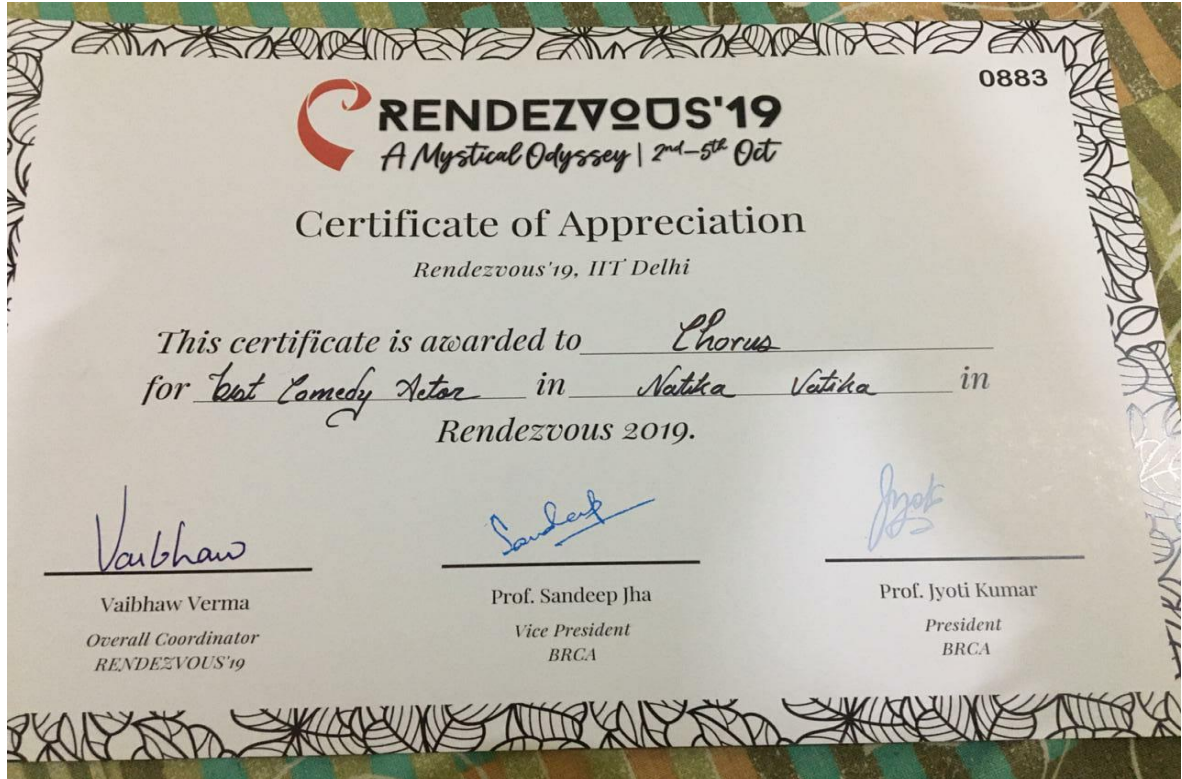 0883
RENDEZVOUS'19
A Mystical Odyssey | 2nd-5th Oct
Certificate of Appreciation
Rendezvous'19, IIT Delhi
This certificate is awarded to Chorus
for best Comedy Actor in Natika Vatika in
Rendezvous 2019.
Vaibhaw Sandeep Jyoti
Vaibhaw Verma Prof. Sandeep Jha Prof. Jyoti Kumar
Overall Coordinator Vice President President
RENDEZVOUS'19 BRCA BRCA